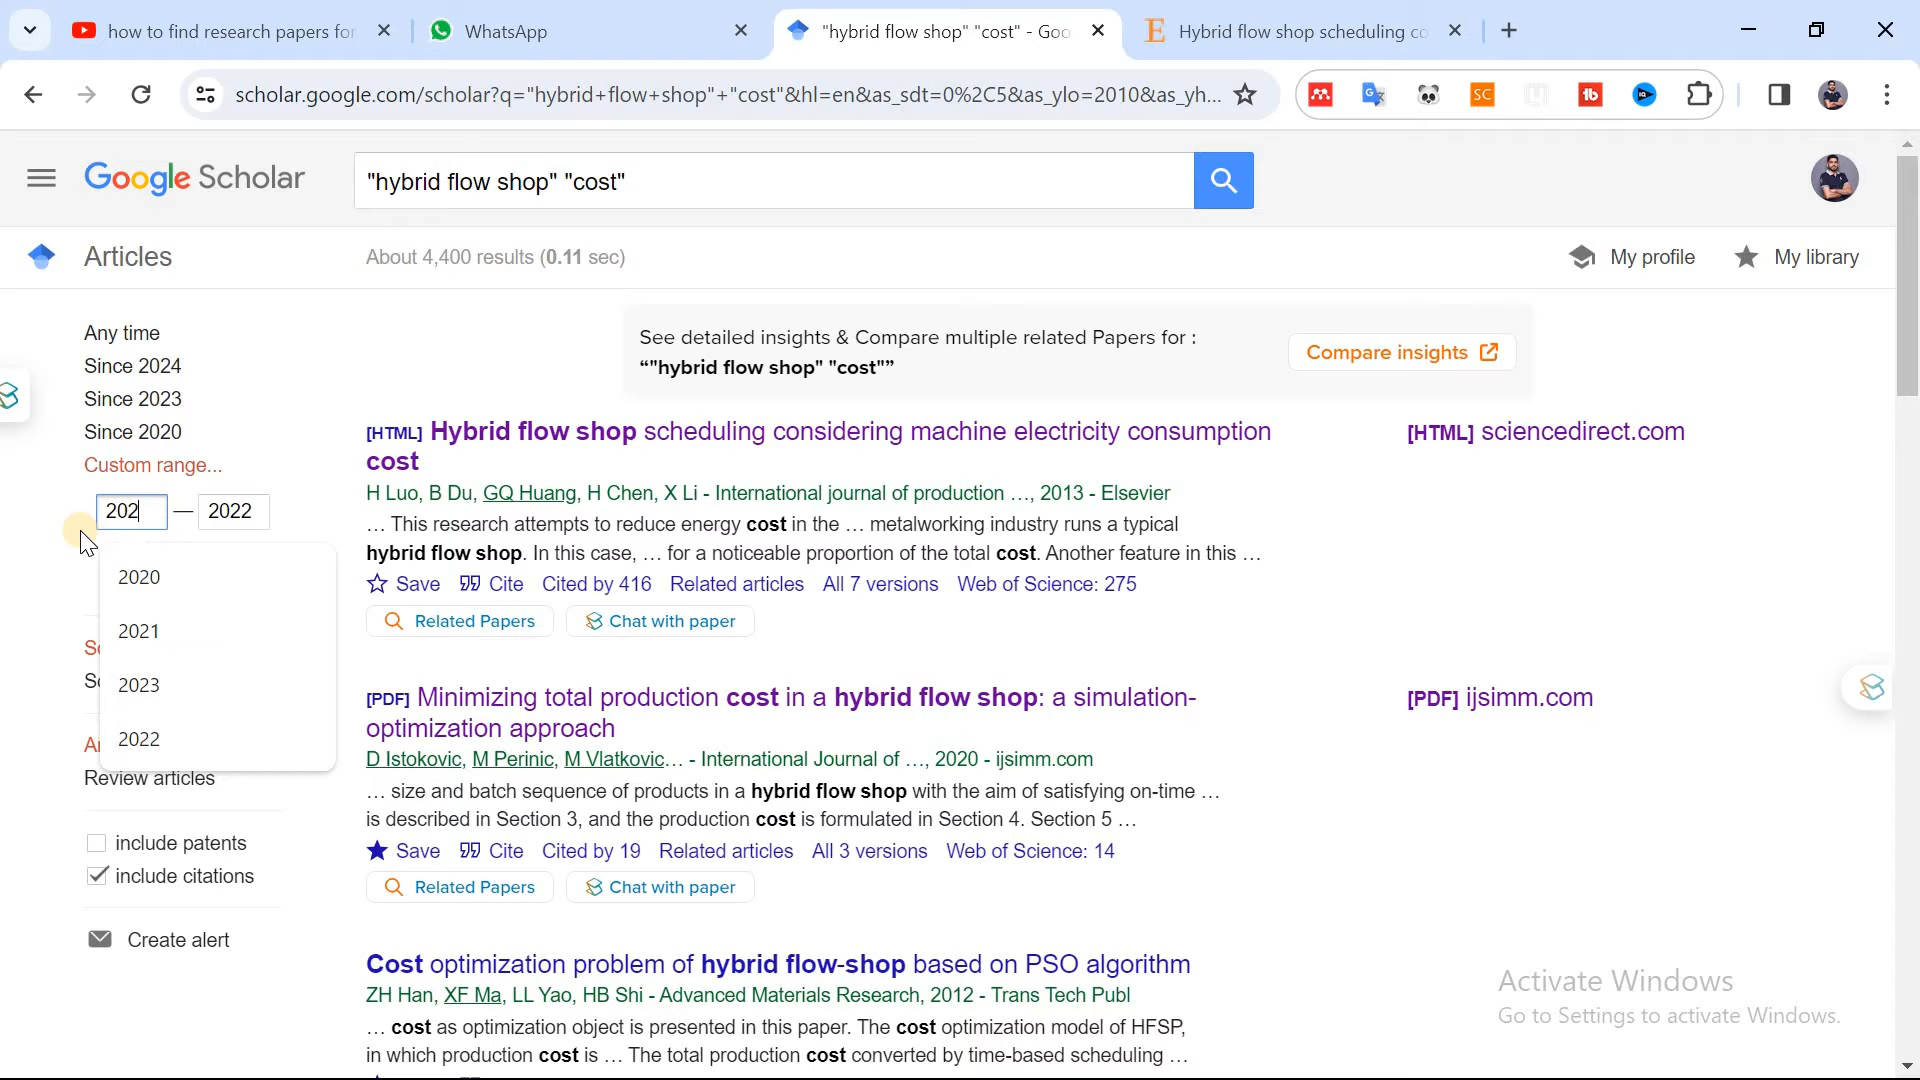 how to find research papers for
WhatsApp
"hybrid flow shop" "cost" - Goo
Hybrid flow shop scheduling co
scholar.google.com/scholar?q="hybrid+flow+shop"+"cost"&hl=en&as_sdt=0%2C5&as_ylo=2010&as_yh...
Google Scholar
"hybrid flow shop" "cost"
Articles
About 4,400 results (0.11 sec)
My profile
My library
Any time
Since 2024
Since 2023
Since 2020
Custom range...
202 — 2022
2020
2021
2023
2022
Review articles
include patents
include citations
Create alert
See detailed insights & Compare multiple related Papers for :
“"hybrid flow shop" "cost"”
Compare insights
[HTML] Hybrid flow shop scheduling considering machine electricity consumption
cost
[HTML] sciencedirect.com
H Luo, B Du, GQ Huang, H Chen, X Li - International journal of production …, 2013 - Elsevier
… This research attempts to reduce energy cost in the … metalworking industry runs a typical
hybrid flow shop. In this case, … for a noticeable proportion of the total cost. Another feature in this …
Save Cite Cited by 416 Related articles All 7 versions Web of Science: 275
Related Papers
Chat with paper
[PDF] Minimizing total production cost in a hybrid flow shop: a simulation-
optimization approach
[PDF] ijsimm.com
D Istokovic, M Perinic, M Vlatkovic… - International Journal of …, 2020 - ijsimm.com
… size and batch sequence of products in a hybrid flow shop with the aim of satisfying on-time …
is described in Section 3, and the production cost is formulated in Section 4. Section 5 …
Save Cite Cited by 19 Related articles All 3 versions Web of Science: 14
Related Papers
Chat with paper
Cost optimization problem of hybrid flow-shop based on PSO algorithm
ZH Han, XF Ma, LL Yao, HB Shi - Advanced Materials Research, 2012 - Trans Tech Publ
… cost as optimization object is presented in this paper. The cost optimization model of HFSP,
in which production cost is … The total production cost converted by time-based scheduling …
Activate Windows
Go to Settings to activate Windows.